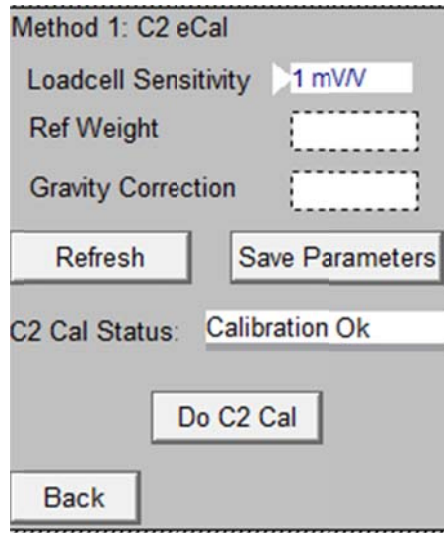 Method 1: C2 eCal
Loadcell Sensitivity 1 mV/V
Ref Weight
Gravity Correction
Refresh Save Parameters
C2 Cal Status: Calibration Ok
Do C2 Cal
Back